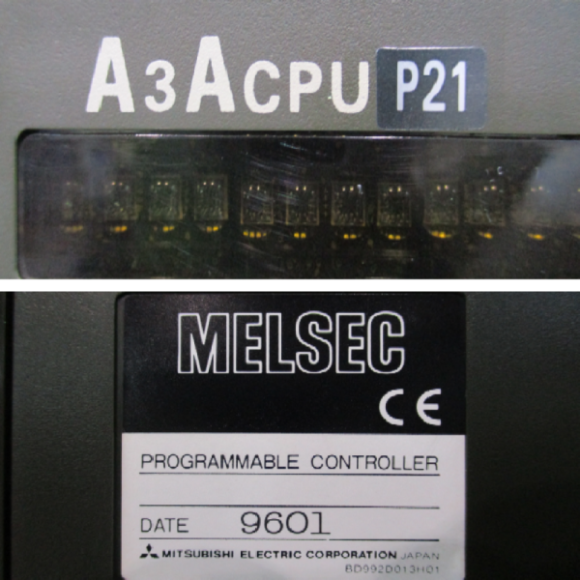 A3ACPU P21
MELSEC
CE
PROGRAMMABLE CONTROLLER
DATE 9601
MITSUBISHI ELECTRIC CORPORATION JAPAN
BD992D013H01